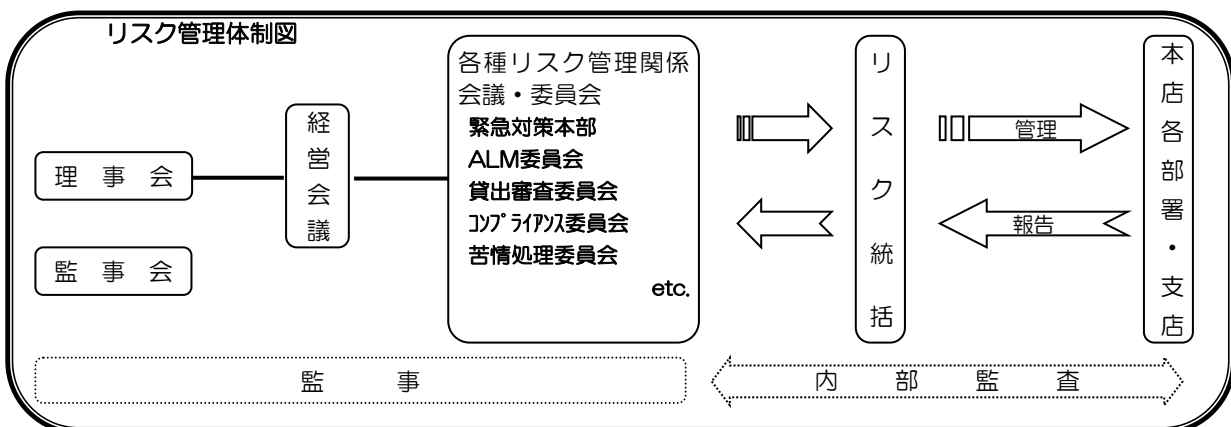 リスク管理体制図
理事会
監事会
経営会議
各種リスク管理関係
会議・委員会
緊急対策本部
ALM委員会
貸出審査委員会
ｺﾝﾌﾟﾗｲｱﾝｽ委員会
苦情処理委員会
etc.
リスク統括
管理
報告
本店各部署・支店
監事
内部監査